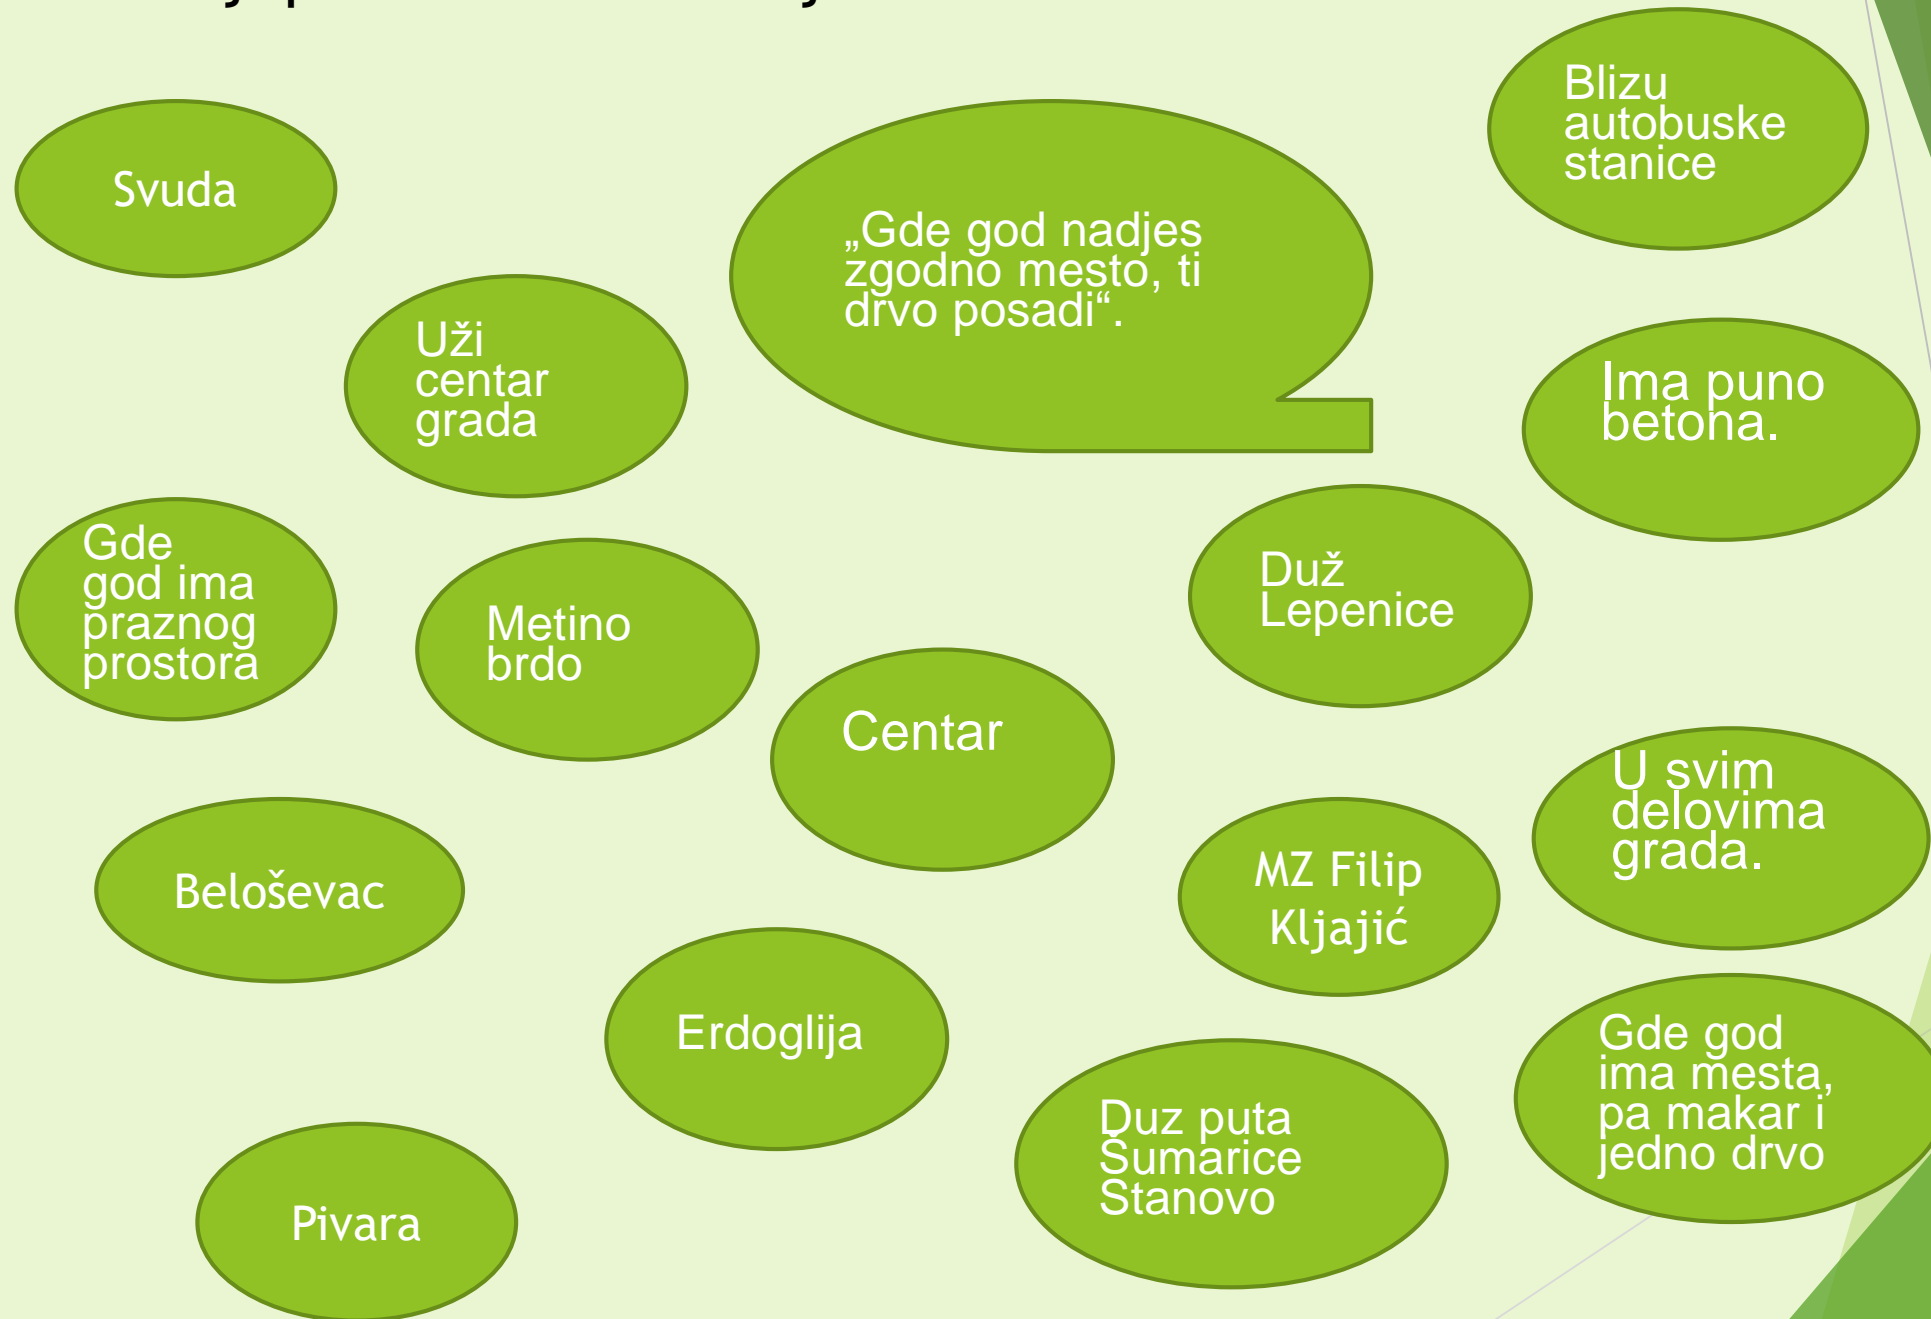 Svuda
„Gde god nadjes
zgodno mesto, ti
drvo posadi“.
Blizu
autobuske
stanice
Uži
centar
grada
Ima puno
betona.
Gde
god ima
praznog
prostora
Metino
brdo
Duž
Lepenice
Centar
U svim
delovima
grada.
Beloševac
MZ Filip
Kljajić
Erdoglija
Duz puta
Šumarice
Stanovo
Gde god
ima mesta,
pa makar i
jedno drvo
Pivara